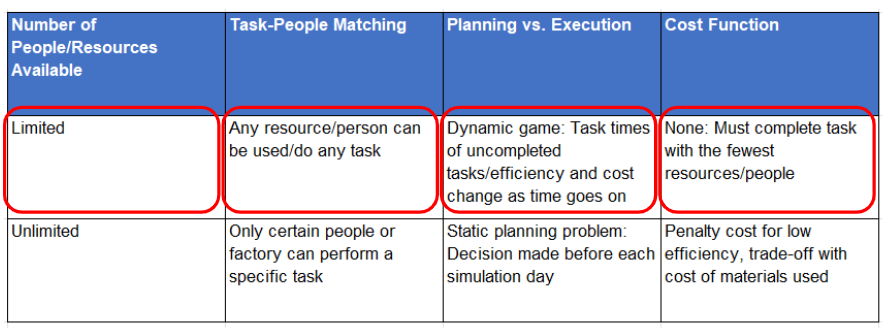 Number of
People/Resources
Available
Task-People Matching
Planning vs. Execution
Cost Function
Limited
Any resource/person can
be used/do any task
Dynamic game: Task times
of uncompleted
tasks/efficiency and cost
change as time goes on
None: Must complete task
with the fewest
resources/people
Unlimited
Only certain people or
factory can perform a
specific task
Static planning problem:
Decision made before each
simulation day
Penalty cost for low
efficiency, trade-off with
cost of materials used